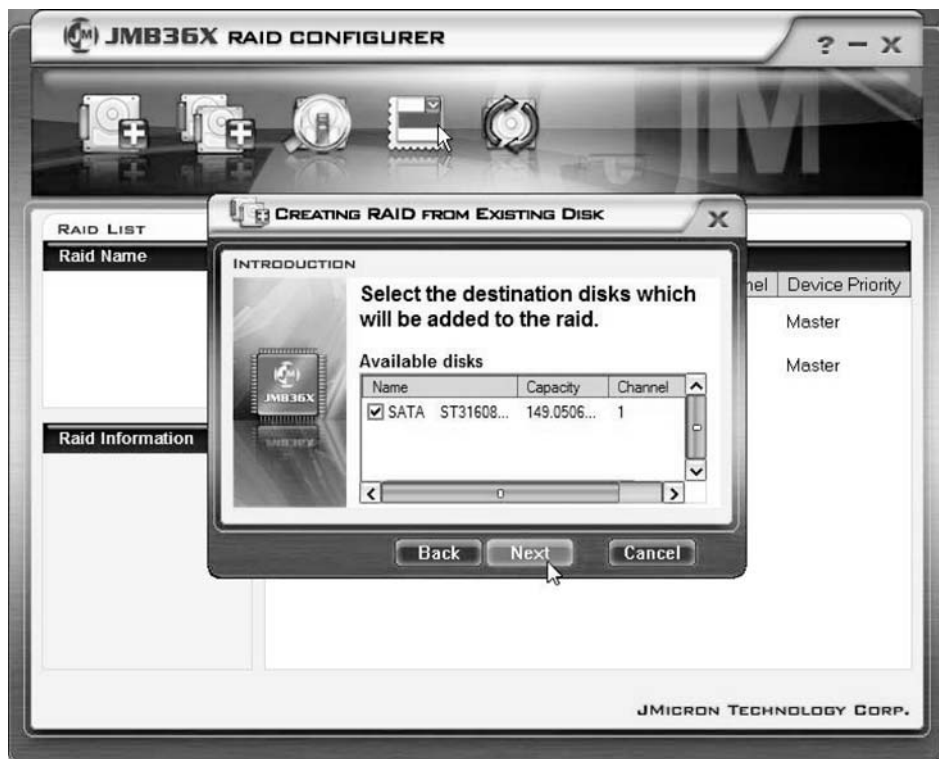 JMB36X RAID CONFIGURER
? – X
JM
RAID LIST
Raid Name
Raid Information
nel Device Priority
Master
Master
CREATING RAID FROM EXISTING DISK X
INTRODUCTION
JMB36X
Select the destination disks which
will be added to the raid.
Available disks
Name Capacity Channel
SATA ST31608... 149.0506... 1
Back Next Cancel
JMICRON TECHNOLOGY CORP.